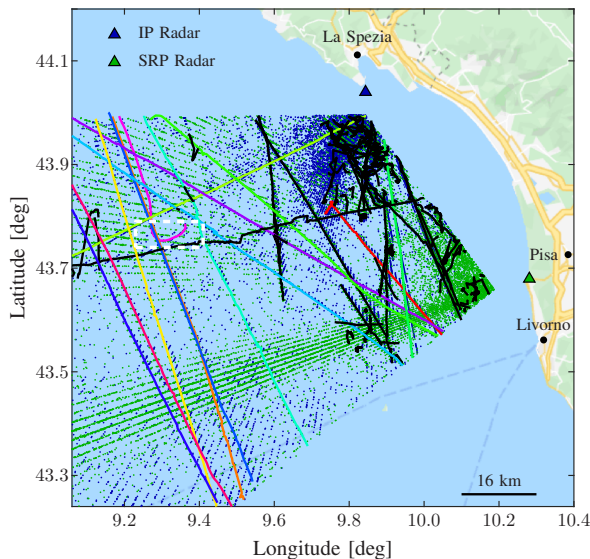 IP Radar
SRP Radar
La Spezia
Pisa
Livorno
16 km
44.1
43.9
43.7
43.5
43.3
Latitude [deg]
9.2
9.4
9.6
9.8
10.0
10.2
10.4
Longitude [deg]